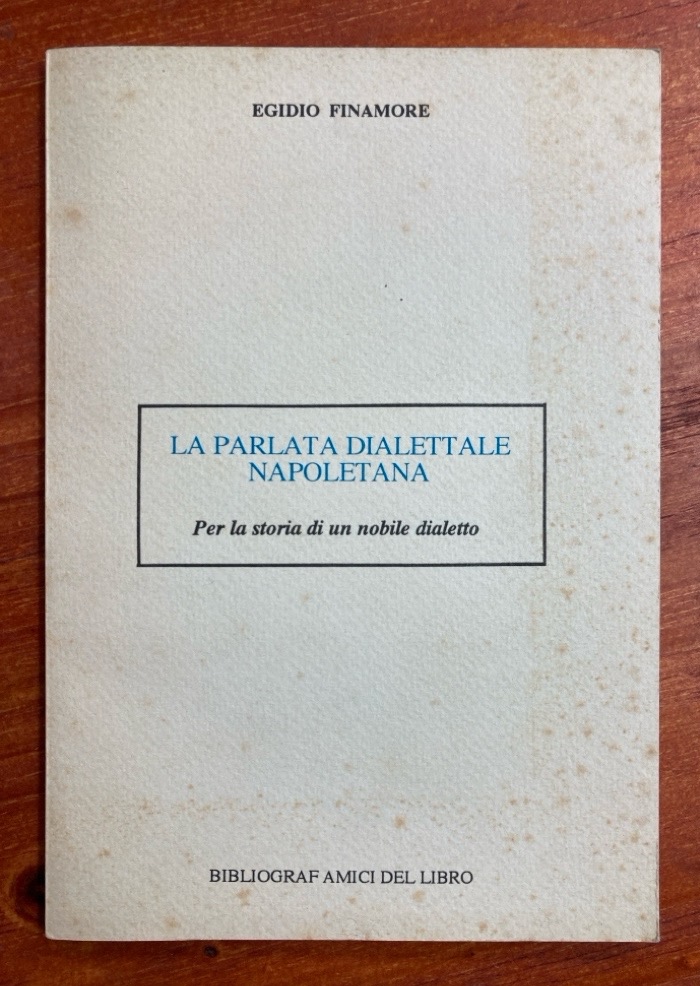 EGIDIO FINAMORE
LA PARLATA DIALETTALE
NAPOLETANA
Per la storia di un nobile dialetto
BIBLIOGRAF AMICI DEL LIBRO